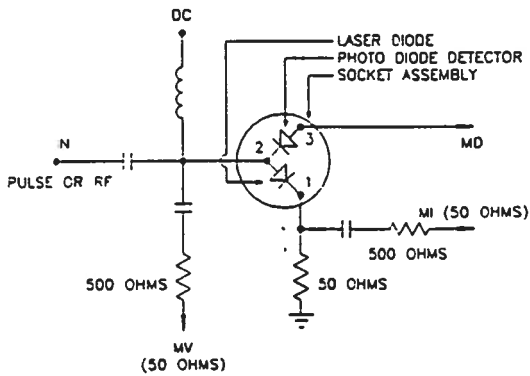 DC
LASER DIODE
PHOTO DIODE DETECTOR
SOCKET ASSEMBLY
IN
3
MD
2
PULSE OR RF
1
MI (50 OHMS)
500 OHMS
500 OHMS
50 OHMS
MV
(50 OHMS)